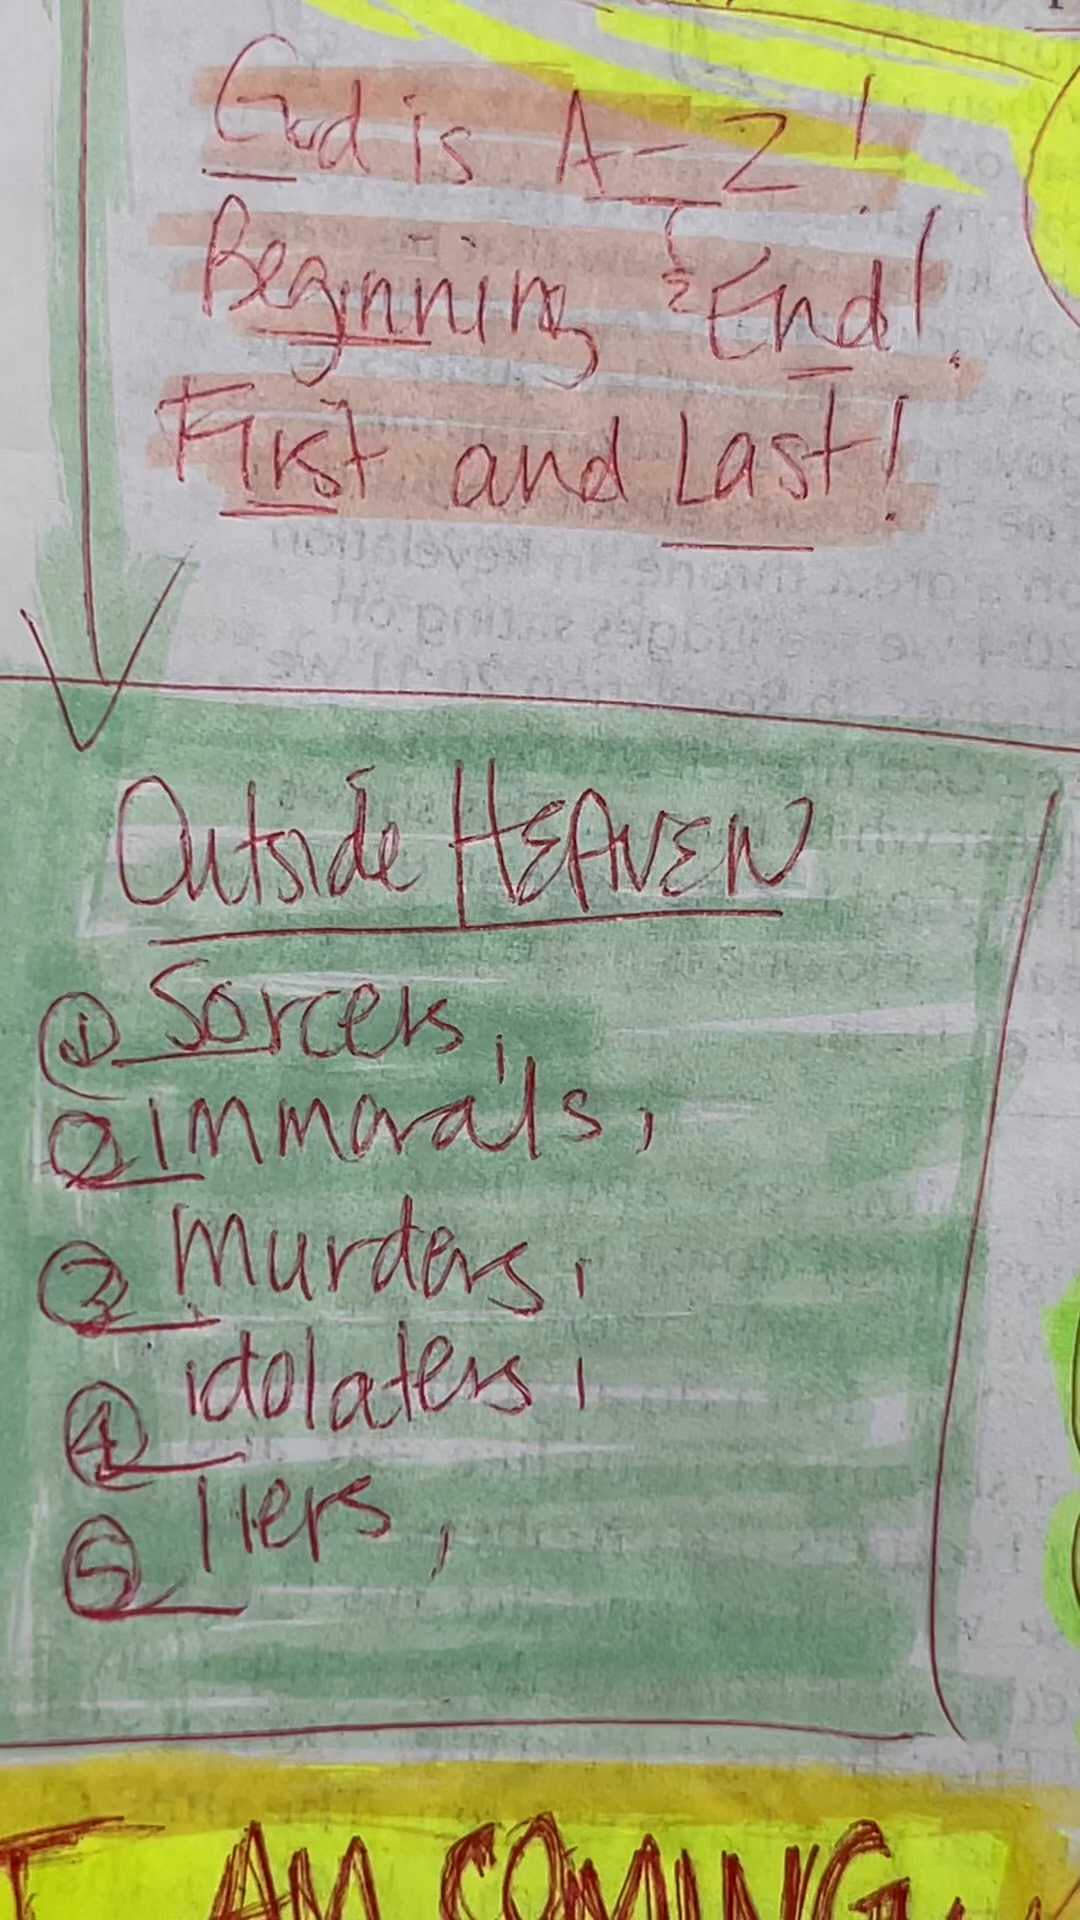 God is A-Z!
Beginning & End!
First and Last!
Outside HEAVEN
① Sorcers,
② immorals,
③ Murders,
④ idolaters,
⑤ liers,
I AM COMING